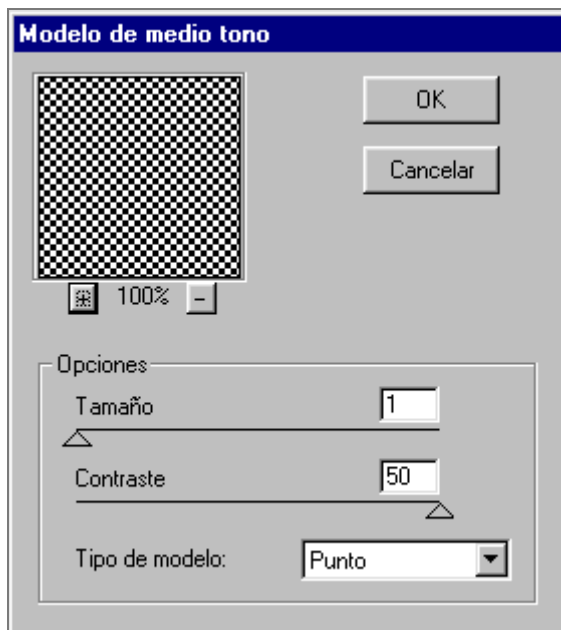 Modelo de medio tono
OK
Cancelar
100%
Opciones
Tamaño 1
Contraste 50
Tipo de modelo: Punto